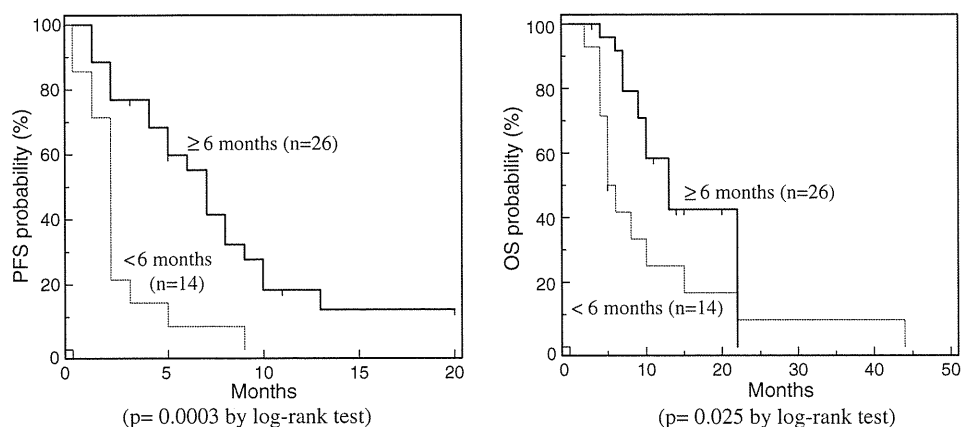 PFS probability (%)
100
80
60
40
20
0
≥ 6 months (n=26)
< 6 months
(n=14)
0 5 10 15 20
Months
(p= 0.0003 by log-rank test)
OS probability (%)
100
80
60
40
20
0
≥ 6 months (n=26)
< 6 months (n=14)
0 10 20 30 40 50
Months
(p= 0.025 by log-rank test)